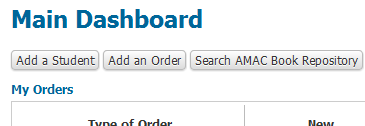 Main Dashboard
Add a Student Add an Order Search AMAC Book Repository
My Orders
Type of Order New